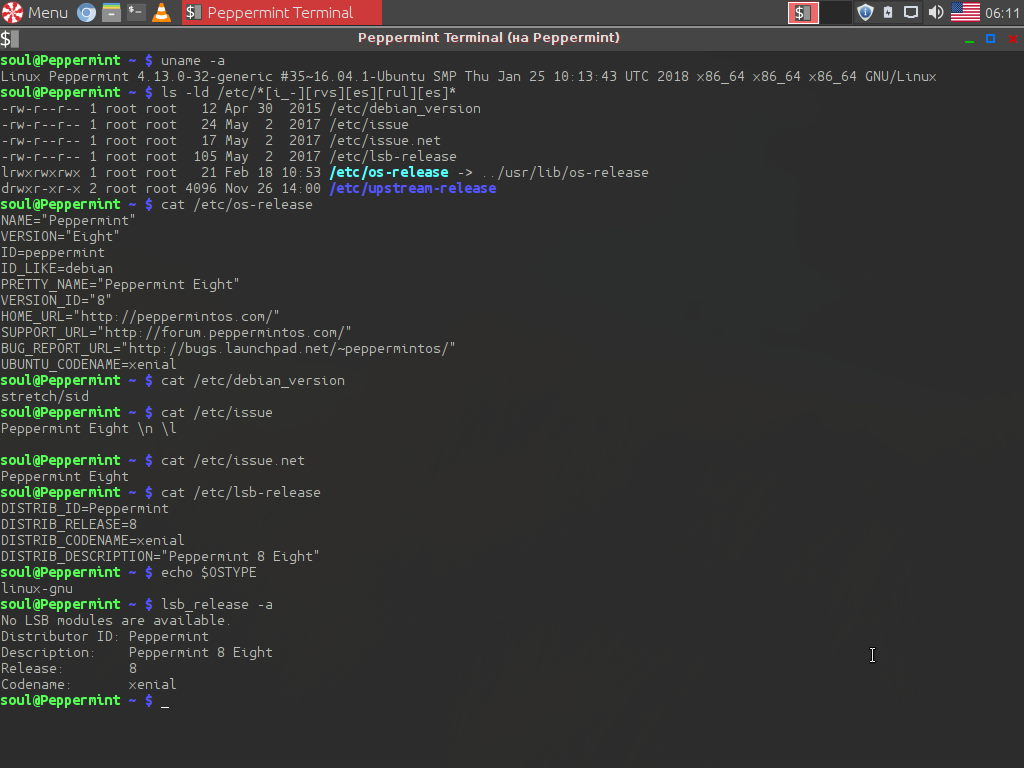 Menu
$ Peppermint Terminal
$
06:11
$
Peppermint Terminal (на Peppermint)
soul@Peppermint ~ $ uname -a
Linux Peppermint 4.13.0-32-generic #35~16.04.1-Ubuntu SMP Thu Jan 25 10:13:43 UTC 2018 x86_64 x86_64 x86_64 GNU/Linux
soul@Peppermint ~ $ ls -ld /etc/*[i_-][rvs][es][rul][es]*
-rw-r--r-- 1 root root   12 Apr 30  2015 /etc/debian_version
-rw-r--r-- 1 root root   24 May  2  2017 /etc/issue
-rw-r--r-- 1 root root   17 May  2  2017 /etc/issue.net
-rw-r--r-- 1 root root  105 May  2  2017 /etc/lsb-release
lrwxrwxrwx 1 root root   21 Feb 18 10:53 /etc/os-release -> ../usr/lib/os-release
drwxr-xr-x 2 root root 4096 Nov 26 14:00 /etc/upstream-release
soul@Peppermint ~ $ cat /etc/os-release
NAME="Peppermint"
VERSION="Eight"
ID=peppermint
ID_LIKE=debian
PRETTY_NAME="Peppermint Eight"
VERSION_ID="8"
HOME_URL="http://peppermintos.com/"
SUPPORT_URL="http://forum.peppermintos.com/"
BUG_REPORT_URL="http://bugs.launchpad.net/~peppermintos/"
UBUNTU_CODENAME=xenial
soul@Peppermint ~ $ cat /etc/debian_version
stretch/sid
soul@Peppermint ~ $ cat /etc/issue
Peppermint Eight \n \l
soul@Peppermint ~ $ cat /etc/issue.net
Peppermint Eight
soul@Peppermint ~ $ cat /etc/lsb-release
DISTRIB_ID=Peppermint
DISTRIB_RELEASE=8
DISTRIB_CODENAME=xenial
DISTRIB_DESCRIPTION="Peppermint 8 Eight"
soul@Peppermint ~ $ echo $OSTYPE
linux-gnu
soul@Peppermint ~ $ lsb_release -a
No LSB modules are available.
Distributor ID: Peppermint
Description:    Peppermint 8 Eight
Release:        8
Codename:       xenial
soul@Peppermint ~ $ _